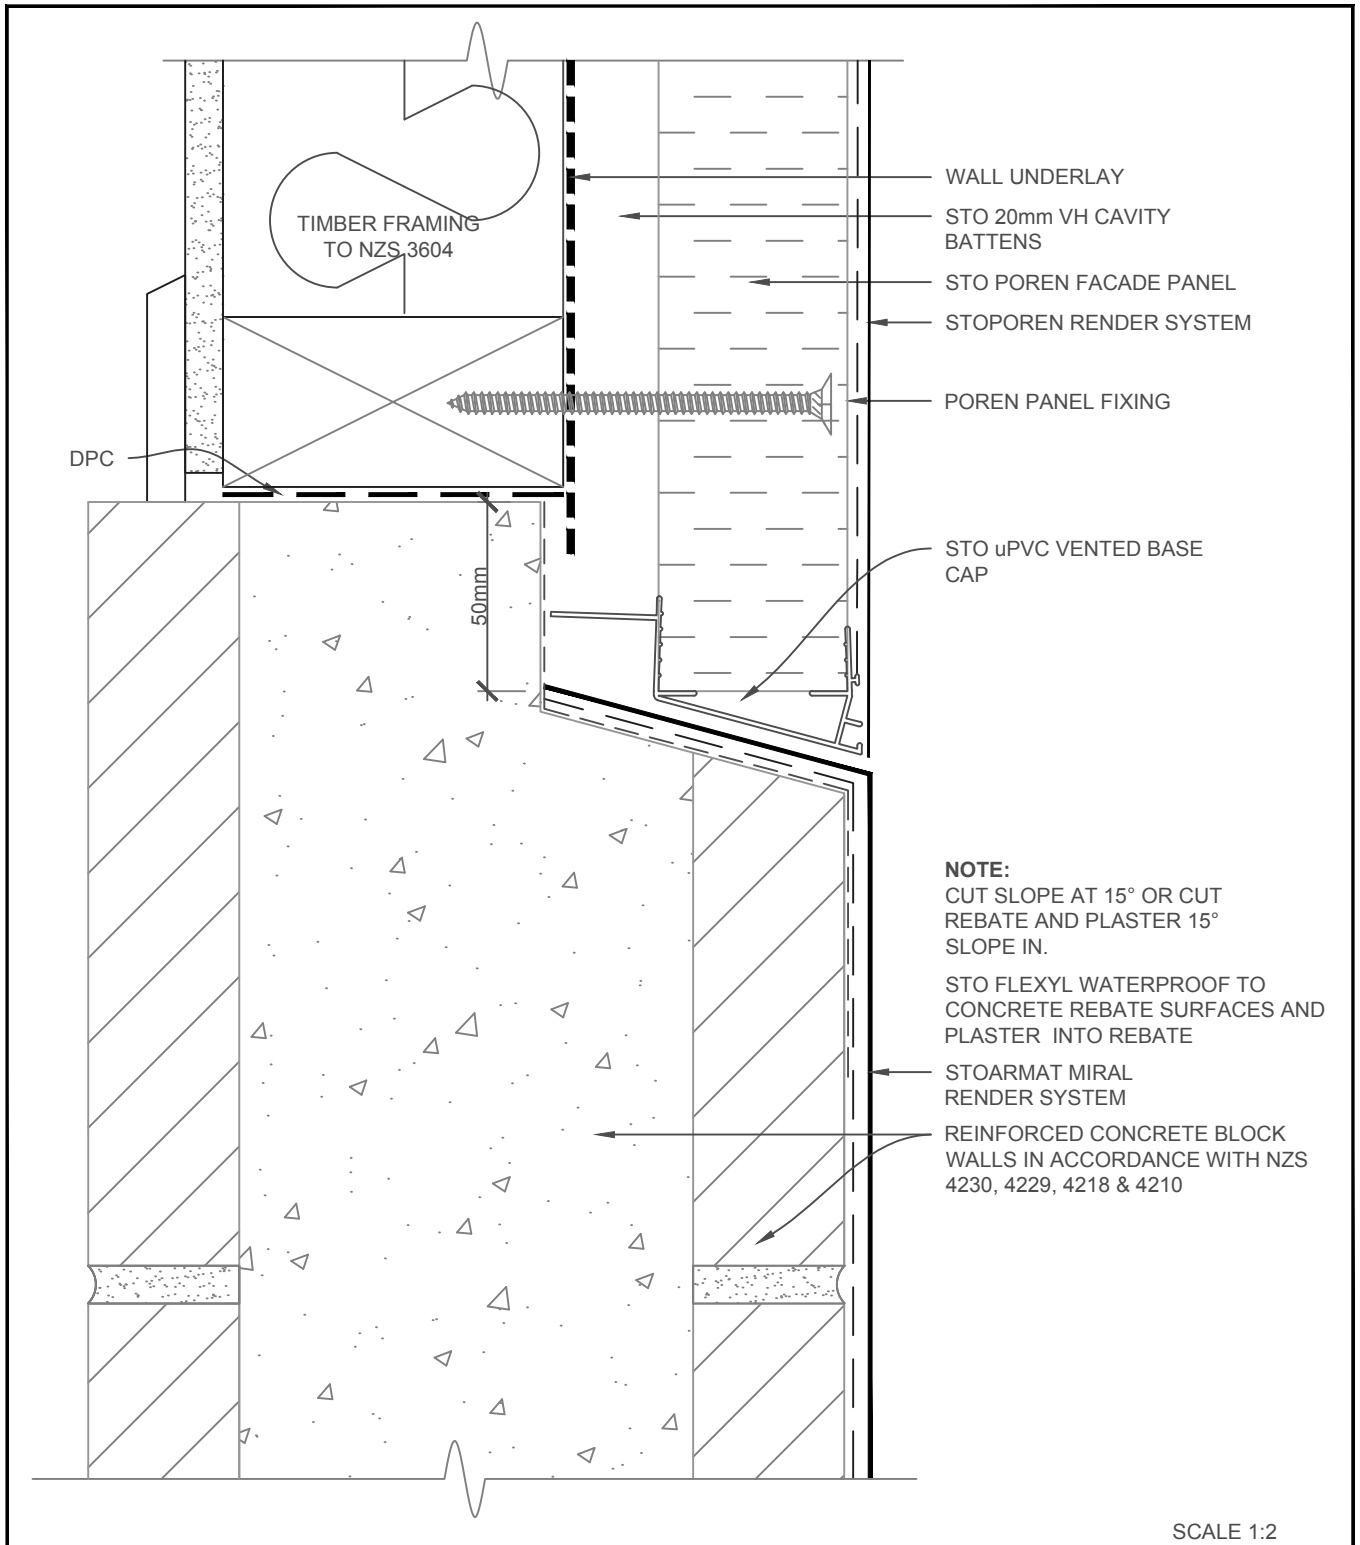 WALL UNDERLAY
STO 20mm VH CAVITY
BATTENS
TIMBER FRAMING
TO NZS 3604
STO POREN FACADE PANEL
STOPOREN RENDER SYSTEM
POREN PANEL FIXING
DPC
STO uPVC VENTED BASE
CAP
50mm
NOTE:
CUT SLOPE AT 15° OR CUT
REBATE AND PLASTER 15°
SLOPE IN.
STO FLEXYL WATERPROOF TO
CONCRETE REBATE SURFACES AND
PLASTER INTO REBATE
STOARMAT MIRAL
RENDER SYSTEM
REINFORCED CONCRETE BLOCK
WALLS IN ACCORDANCE WITH NZS
4230, 4229, 4218 & 4210
SCALE 1:2